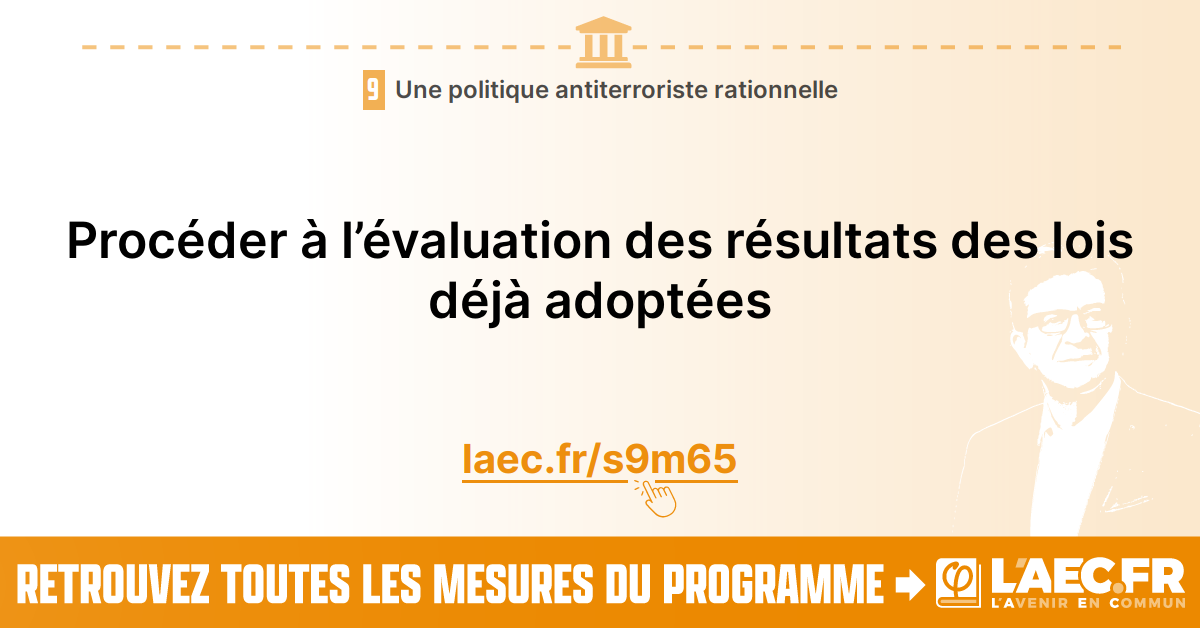 9 Une politique antiterroriste rationnelle
Procéder à l’évaluation des résultats des lois
déjà adoptées
laec.fr/s9m65
RETROUVEZ TOUTES LES MESURES DU PROGRAMME
φ L'AEC.FR
L'AVENIR EN COMMUN